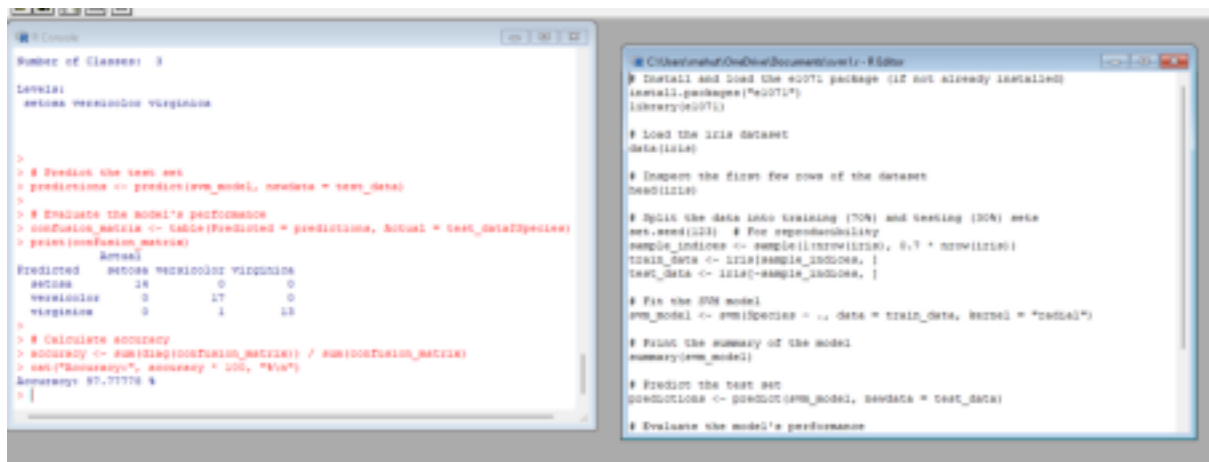 R Console
Number of Classes:  3
Levels:
 setosa versicolor virginica
>
> # Predict the test set
> predictions <- predict(svm_model, newdata = test_data)
>
> # Evaluate the model's performance
> confusion_matrix <- table(Predicted = predictions, Actual = test_data$Species)
> print(confusion_matrix)
            Actual
Predicted    setosa versicolor virginica
  setosa         14          0         0
  versicolor      0         17         0
  virginica       0          1        13
>
> # Calculate accuracy
> accuracy <- sum(diag(confusion_matrix)) / sum(confusion_matrix)
> cat("Accuracy:", accuracy * 100, "%\n")
Accuracy: 97.77778 %
>
C:\Users\mahut\OneDrive\Documents\svm1.r - R Editor
# Install and load the e1071 package (if not already installed)
install.packages("e1071")
library(e1071)
# Load the iris dataset
data(iris)
# Inspect the first few rows of the dataset
head(iris)
# Split the data into training (70%) and testing (30%) sets
set.seed(123)  # For reproducibility
sample_indices <- sample(1:nrow(iris), 0.7 * nrow(iris))
train_data <- iris[sample_indices, ]
test_data <- iris[-sample_indices, ]
# Fit the SVM model
svm_model <- svm(Species ~ ., data = train_data, kernel = "radial")
# Print the summary of the model
summary(svm_model)
# Predict the test set
predictions <- predict(svm_model, newdata = test_data)
# Evaluate the model's performance